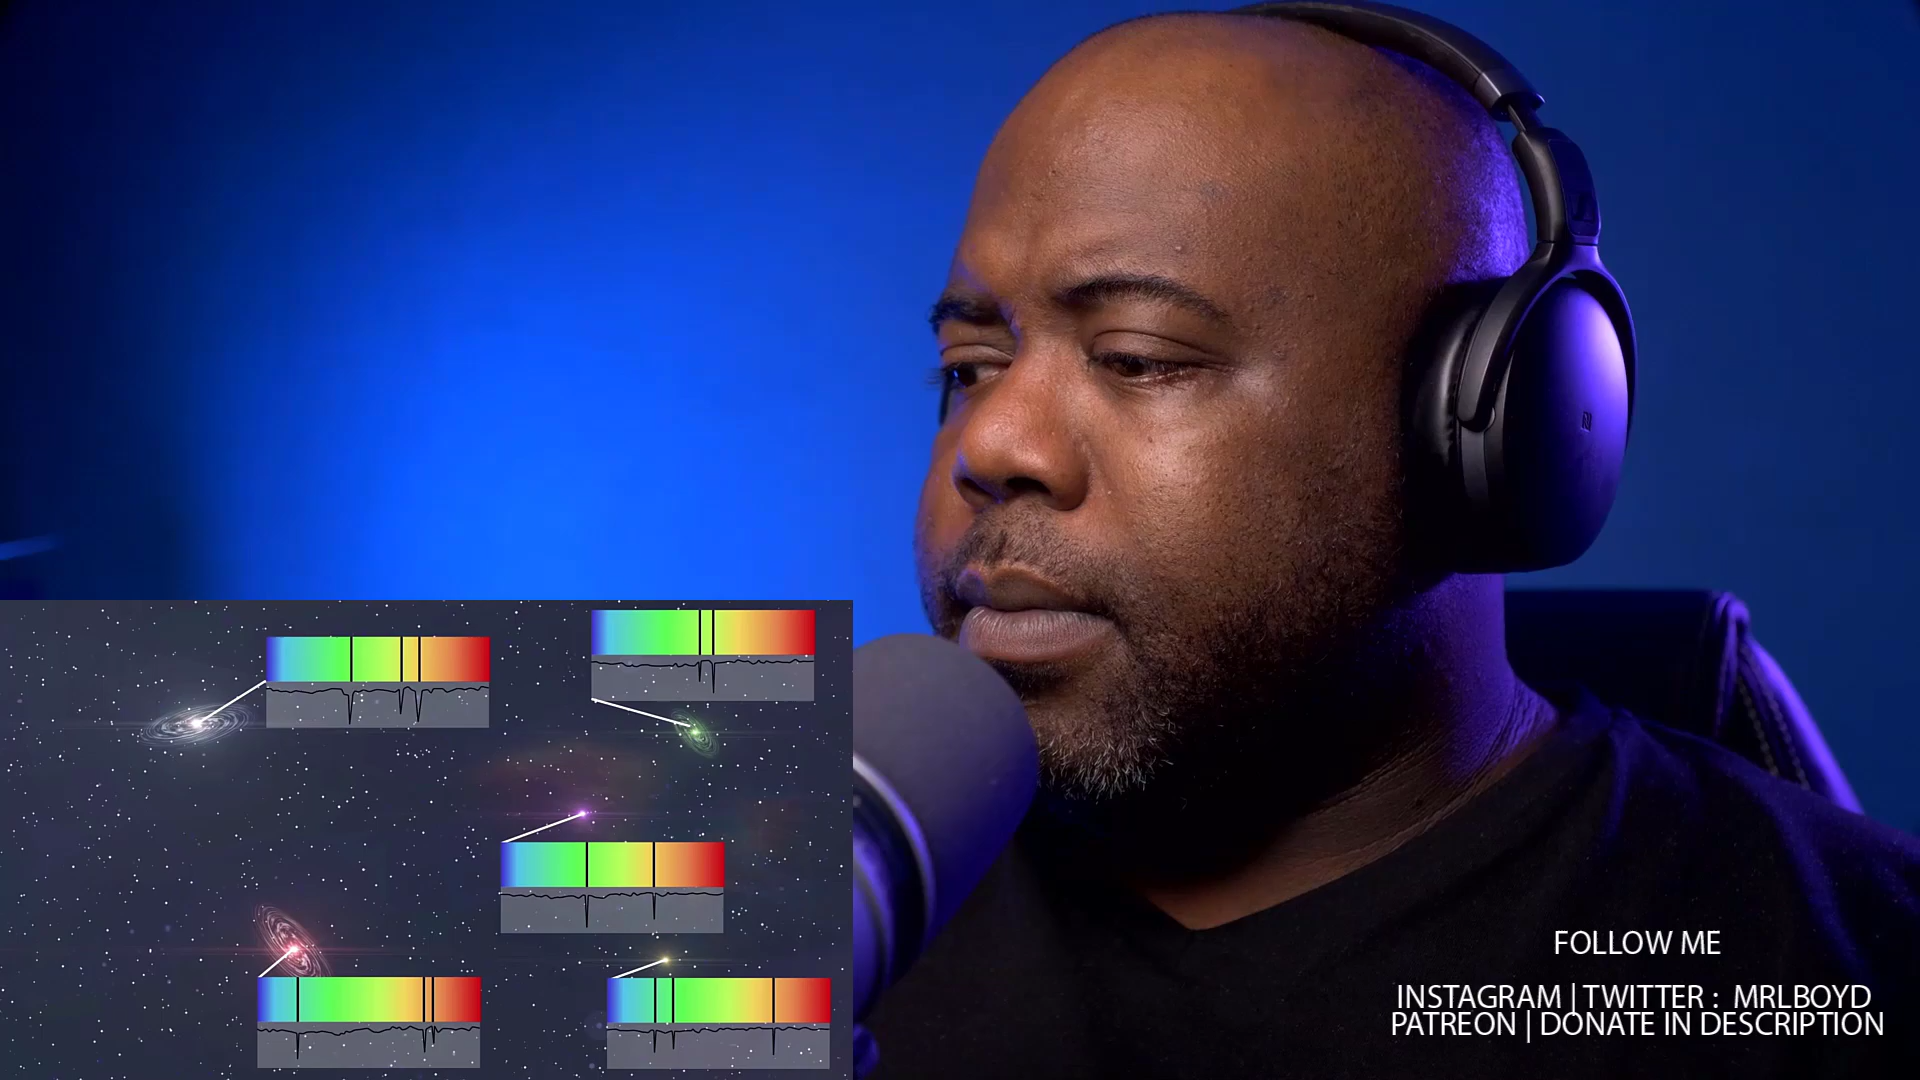 FOLLOW ME
INSTAGRAM | TWITTER : MRLBOYD
PATREON | DONATE IN DESCRIPTION